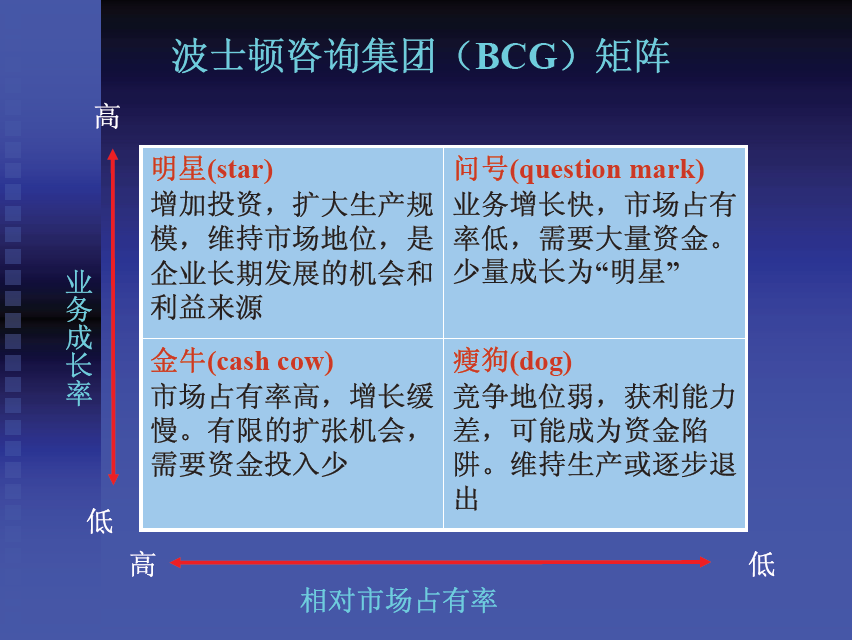 波士顿咨询集团（BCG）矩阵
高
明星(star)
增加投资，扩大生产规
模，维持市场地位，是
企业长期发展的机会和
利益来源
问号(question mark)
业务增长快，市场占有
率低，需要大量资金。
少量成长为“明星”
业务成长率
金牛(cash cow)
市场占有率高，增长缓
慢。有限的扩张机会，
需要资金投入少
瘦狗(dog)
竞争地位弱，获利能力
差，可能成为资金陷
阱。维持生产或逐步退
出
低
高
低
相对市场占有率